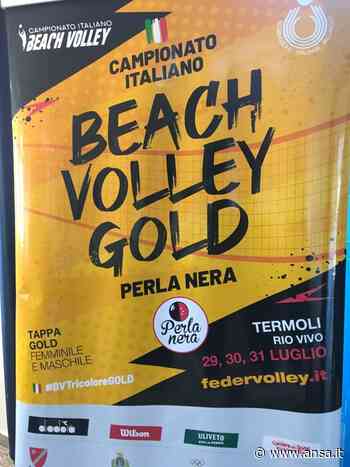 CAMPIONATO ITALIANO
BEACH VOLLEY
CAMPIONATO
ITALIANO
BEACH
VOLLEY
GOLD
PERLA NERA
Perla
nera
TAPPA
GOLD
FEMMINILE
E MASCHILE
TERMOLI
RIO VIVO
29, 30, 31 LUGLIO
federvolley.it
#BVTricoloreGOLD
diadora
Wilson
ULIVETO
© www.ansa.it